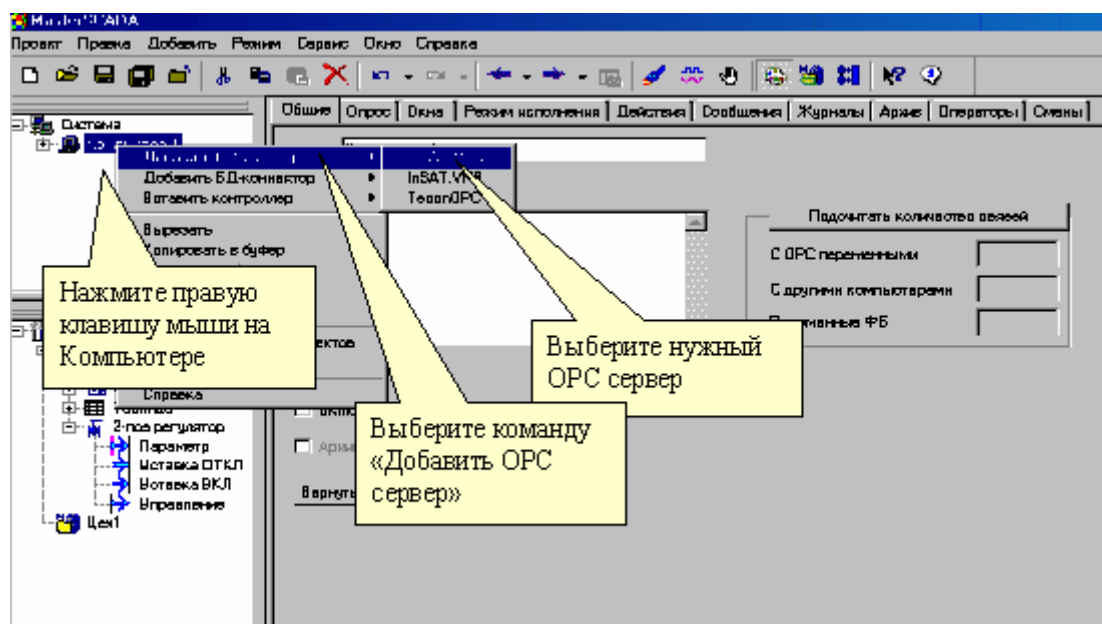 MasterSCADA
Проект Правка Добавить Режим Сервис Окно Справка
Общие Опрос Окна Режим исполнения Действия Сообщения Журналы Архив Операторы Смены
Система
Добавить БД-коннектор
InSAT.
Вставить контроллер
TeconOPC
Вырезать
Копировать в буфер
Подсчитать количество связей
С OPC переменными
С другими компьютерами
ФБ
Нажмите правую
клавишу мыши на
Компьютере
Выберите нужный
OPC сервер
Выберите команду
«Добавить OPC
сервер»
Справка
2-поз регулятор
Параметр
Уставка ОТКЛ
Уставка ВКЛ
Управление
Цех1